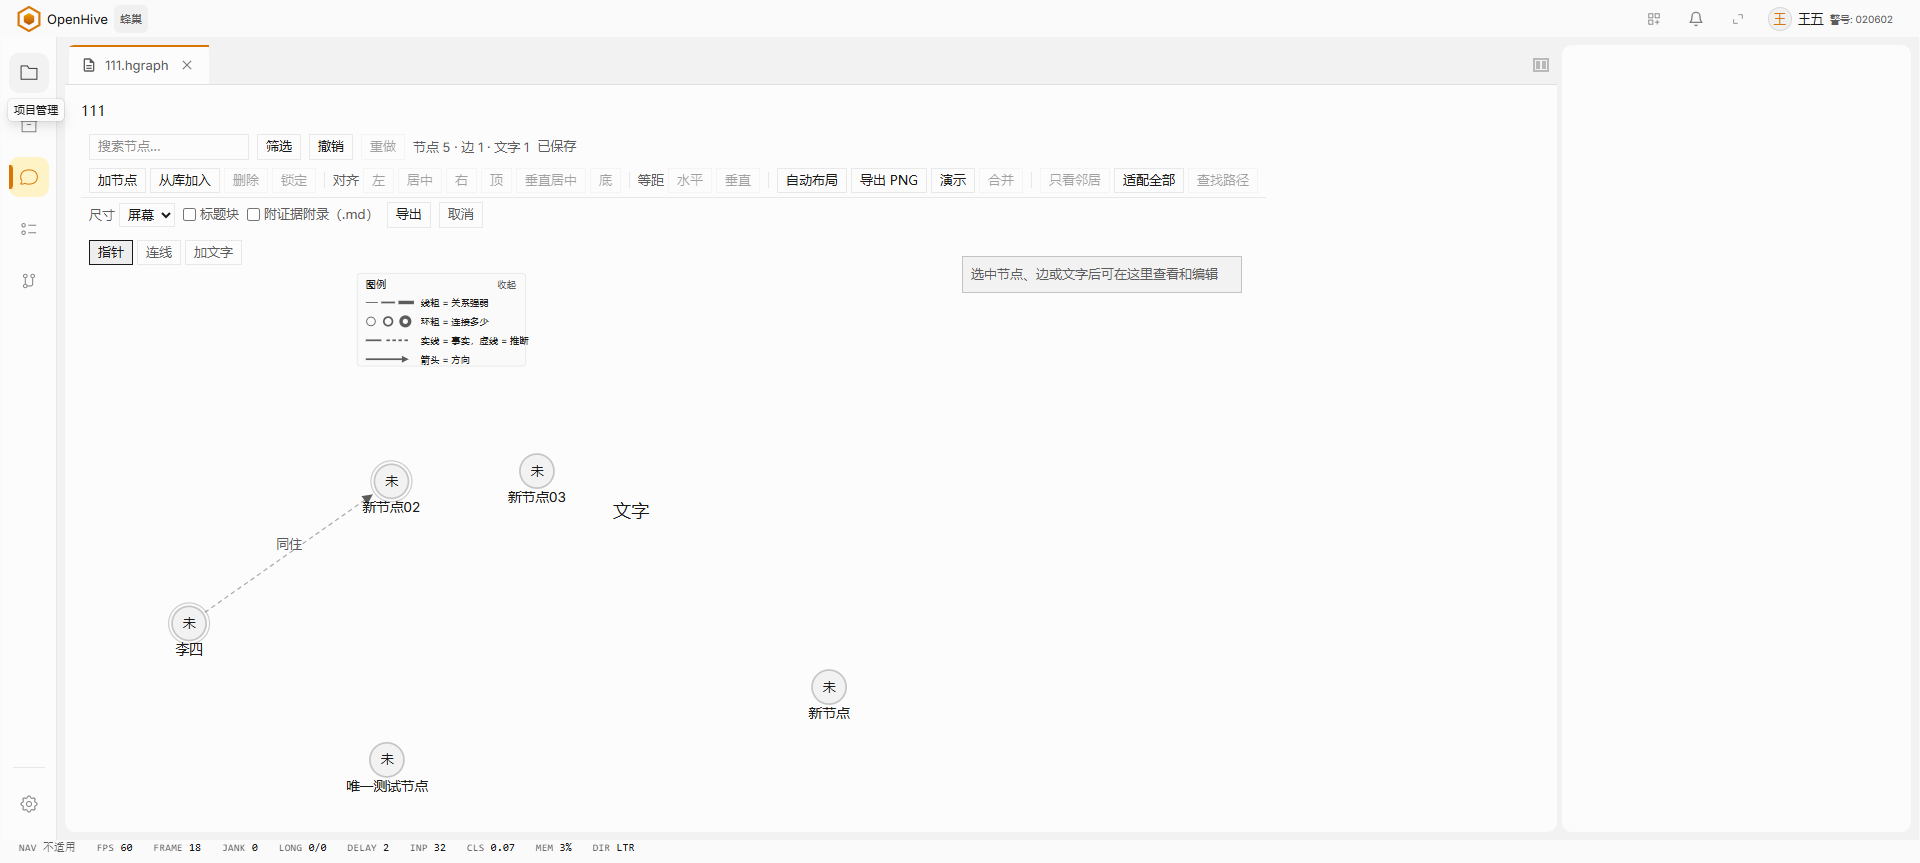 OpenHive 蜂巢
王 王五 警号: 020602
111.hgraph
项目管理
111
搜索节点... 筛选 撤销 重做 节点 5 · 边 1 · 文字 1 已保存
加节点 从库加入 删除 锁定 对齐 左 居中 右 顶 垂直居中 底 等距 水平 垂直 自动布局 导出 PNG 演示 合并 只看邻居 适配全部 查找路径
尺寸 屏幕 标题块 附证据附录（.md） 导出 取消
指针 连线 加文字
选中节点、边或文字后可在这里查看和编辑
图例 收起
线粗 = 关系强弱
环粗 = 连接多少
实线 = 事实，虚线 = 推断
箭头 = 方向
未
新节点02
未
新节点03
文字
同住
未
李四
未
新节点
未
唯一测试节点
NAV 不适用 FPS 60 FRAME 18 JANK 0 LONG 0/0 DELAY 2 INP 32 CLS 0.07 MEM 3% DIR LTR